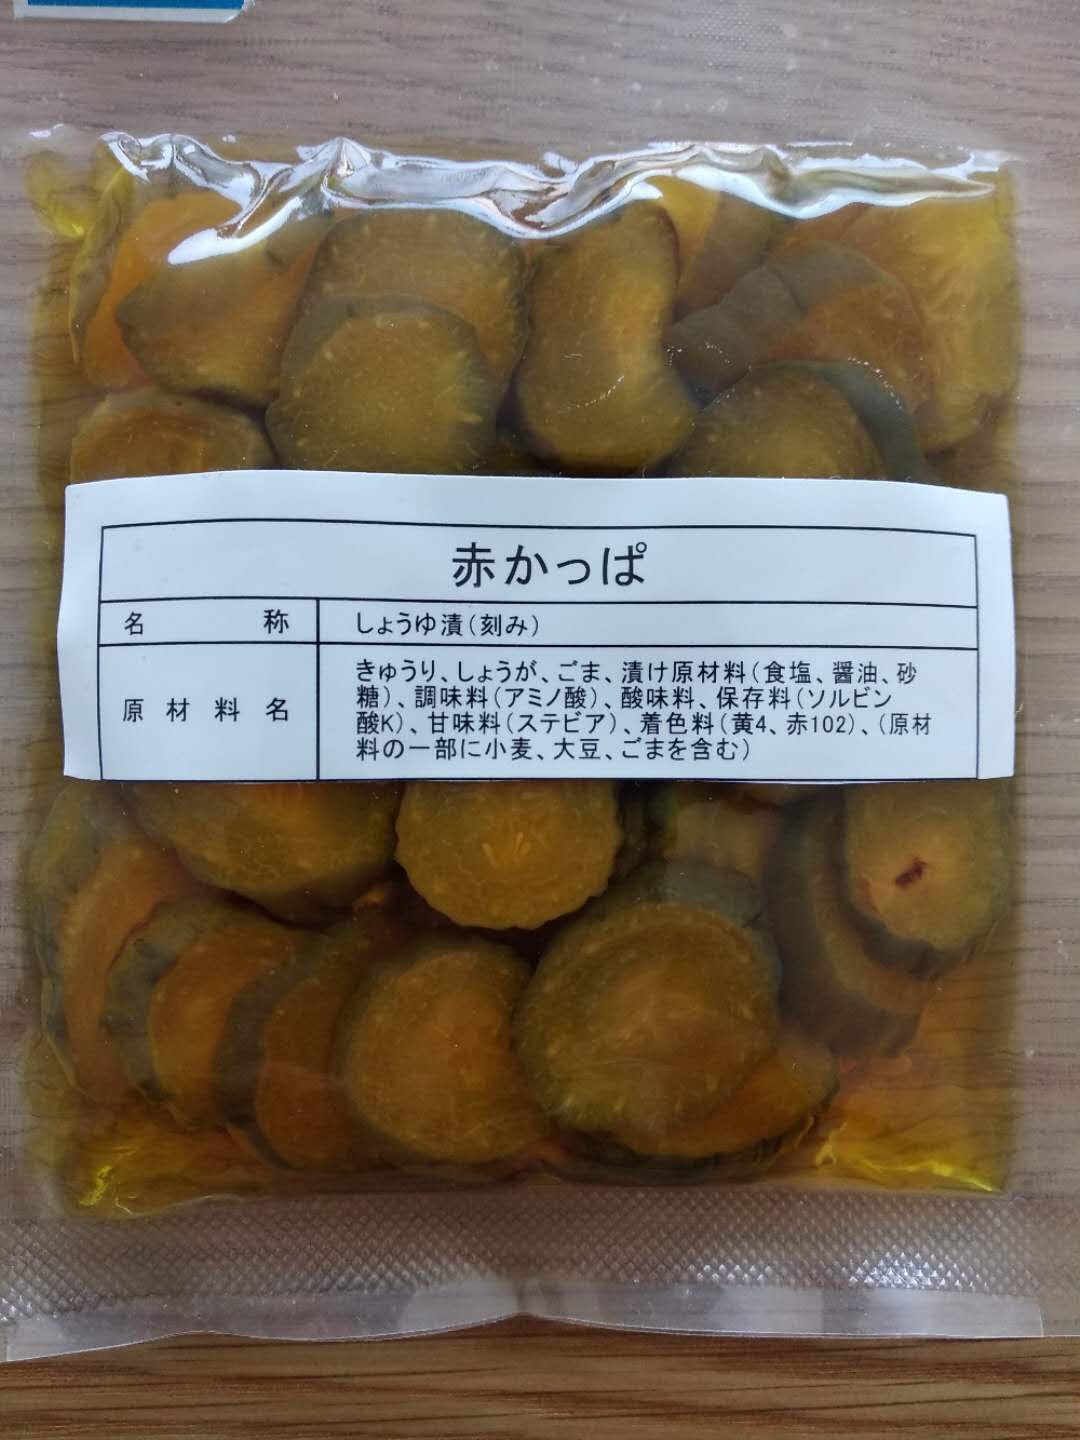 赤かっぱ
名称
しょうゆ漬(刻み)
原材料名
きゅうり、しょうが、ごま、漬け原材料(食塩、醤油、砂
糖)、調味料(アミノ酸)、酸味料、保存料(ソルビン
酸K)、甘味料(ステビア)、着色料(黄4、赤102)、(原材
料の一部に小麦、大豆、ごまを含む)